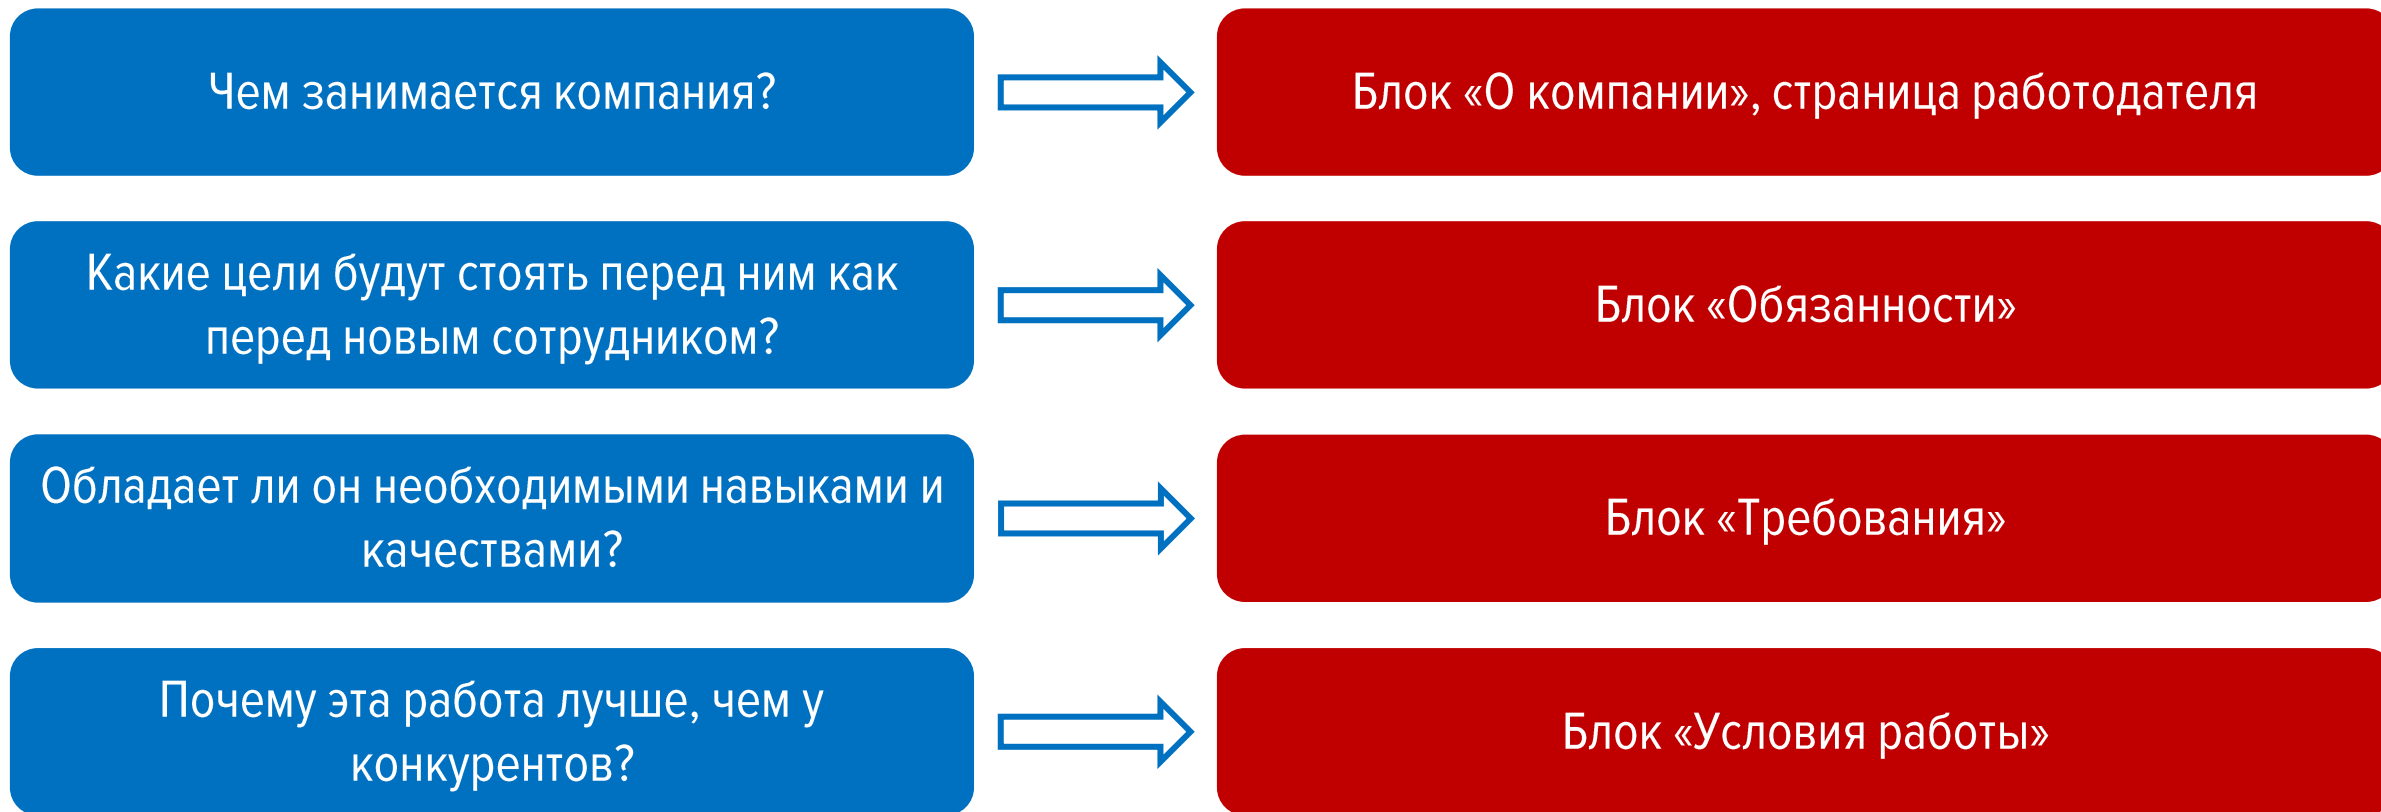 Чем занимается компания?
Блок «О компании», страница работодателя
Какие цели будут стоять перед ним как
перед новым сотрудником?
Блок «Обязанности»
Обладает ли он необходимыми навыками и
качествами?
Блок «Требования»
Почему эта работа лучше, чем у
конкурентов?
Блок «Условия работы»